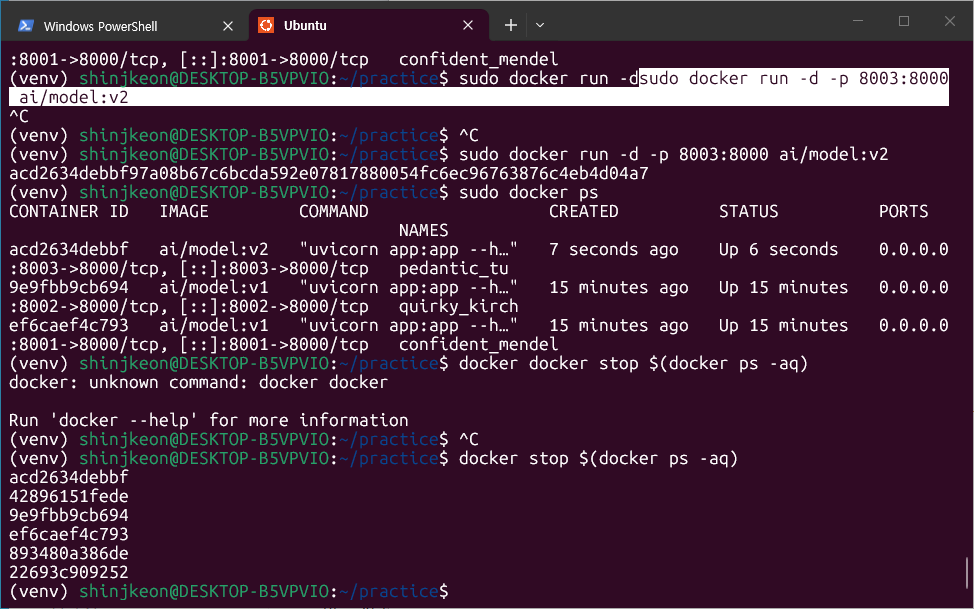 Windows PowerShell
Ubuntu
:8001->8000/tcp, [::]:8001->8000/tcp   confident_mendel
(venv) shinjkeon@DESKTOP-B5VPVIO:~/practice$ sudo docker run -dsudo docker run -d -p 8003:8000
 ai/model:v2
^C
(venv) shinjkeon@DESKTOP-B5VPVIO:~/practice$ ^C
(venv) shinjkeon@DESKTOP-B5VPVIO:~/practice$ sudo docker run -d -p 8003:8000 ai/model:v2
acd2634debbf97a08b67c6bcda592e07817880054fc6ec96763876c4eb4d04a7
(venv) shinjkeon@DESKTOP-B5VPVIO:~/practice$ sudo docker ps
CONTAINER ID   IMAGE         COMMAND                  CREATED          STATUS          PORTS
                                       NAMES
acd2634debbf   ai/model:v2   "uvicorn app:app --h…"   7 seconds ago    Up 6 seconds    0.0.0.0
:8003->8000/tcp, [::]:8003->8000/tcp   pedantic_tu
9e9fbb9cb694   ai/model:v1   "uvicorn app:app --h…"   15 minutes ago   Up 15 minutes   0.0.0.0
:8002->8000/tcp, [::]:8002->8000/tcp   quirky_kirch
ef6caef4c793   ai/model:v1   "uvicorn app:app --h…"   15 minutes ago   Up 15 minutes   0.0.0.0
:8001->8000/tcp, [::]:8001->8000/tcp   confident_mendel
(venv) shinjkeon@DESKTOP-B5VPVIO:~/practice$ docker docker stop $(docker ps -aq)
docker: unknown command: docker docker

Run 'docker --help' for more information
(venv) shinjkeon@DESKTOP-B5VPVIO:~/practice$ ^C
(venv) shinjkeon@DESKTOP-B5VPVIO:~/practice$ docker stop $(docker ps -aq)
acd2634debbf
42896151fede
9e9fbb9cb694
ef6caef4c793
893480a386de
22693c909252
(venv) shinjkeon@DESKTOP-B5VPVIO:~/practice$